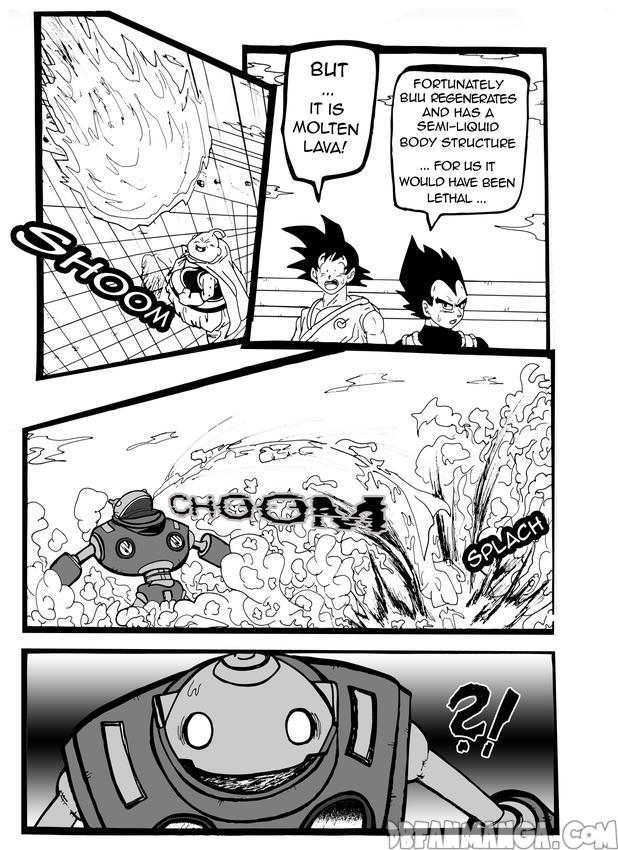 SHOOM
BUT
...
IT IS
MOLTEN
LAVA!
FORTUNATELY
BUU REGENERATES
AND HAS A
SEMI-LIQUID
BODY STRUCTURE
... FOR US IT
WOULD HAVE BEEN
LETHAL ...
CHOOM
SPLACH
?!
DBFANMANGA.COM